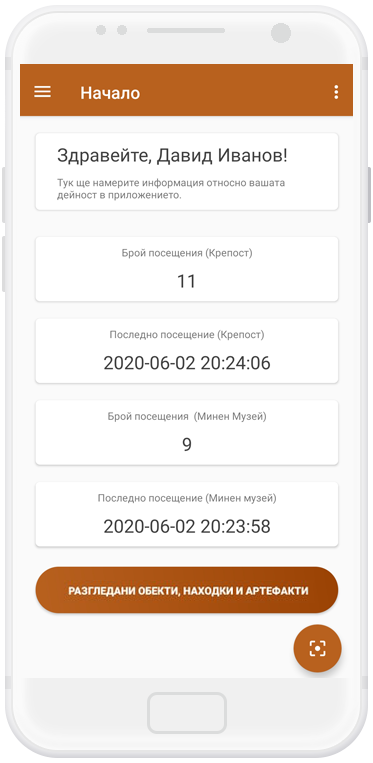 Начало
Здравейте, Давид Иванов!
Тук ще намерите информация относно вашата
дейност в приложението.
Брой посещения (Крепост)
11
Последно посещение (Крепост)
2020-06-02 20:24:06
Брой посещения (Минен Музей)
9
Последно посещение (Минен музей)
2020-06-02 20:23:58
РАЗГЛЕДАНИ ОБЕКТИ, НАХОДКИ И АРТЕФАКТИ